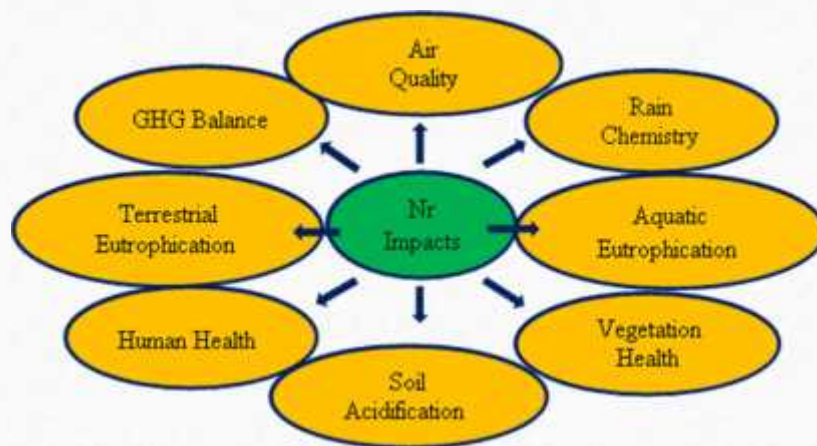 Air
Quality
GHG Balance
Rain
Chemistry
Terrestrial
Eutrophication
Nr
Impacts
Aquatic
Eutrophication
Human Health
Vegetation
Health
Soil
Acidification